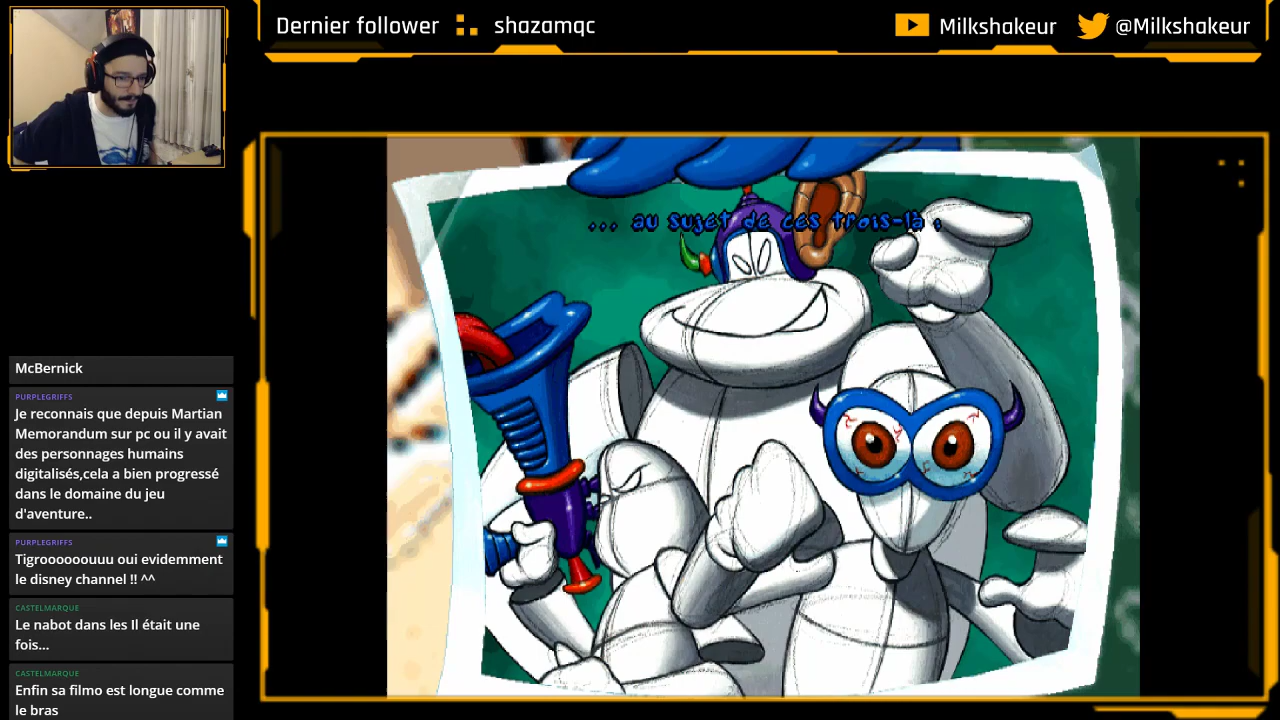 Dernier follower
shazamqc
Milkshakeur
@Milkshakeur
... au sujet de ces trois-là :
McBernick
PURPLEGRIFFS
Je reconnais que depuis Martian
Memorandum sur pc ou il y avait
des personnages humains
digitalisés,cela a bien progressé
dans le domaine du jeu
d'aventure..
PURPLEGRIFFS
Tigroooooouuu oui evidemment
le disney channel !! ^^
CASTELMARQUE
Le nabot dans les Il était une
fois...
CASTELMARQUE
Enfin sa filmo est longue comme
le bras